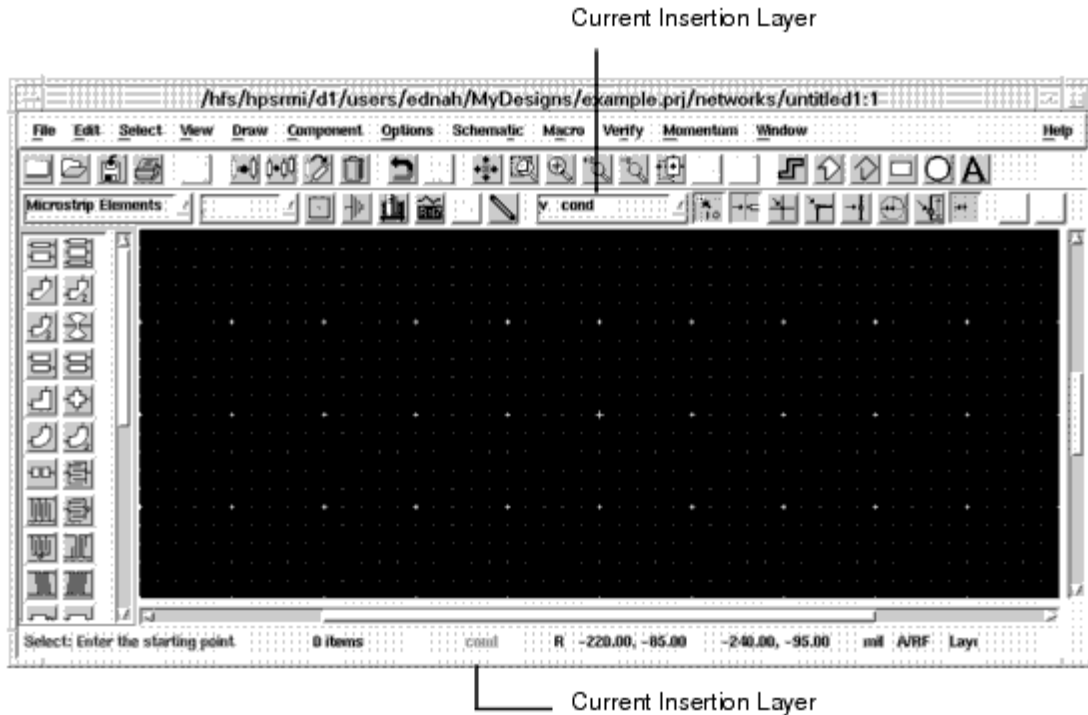 Current Insertion Layer
/hfs/hpsrmi/d1/users/ednah/MyDesigns/example.prj/networks/untitled1:1
File Edit Select View Draw Component Options Schematic Macro Verify Momentum Window Help
A
Microstrip Elements v cond
Select: Enter the starting point 0 items cond R -220.00, -85.00 -240.00, -95.00 mil A/RF Layr
Current Insertion Layer